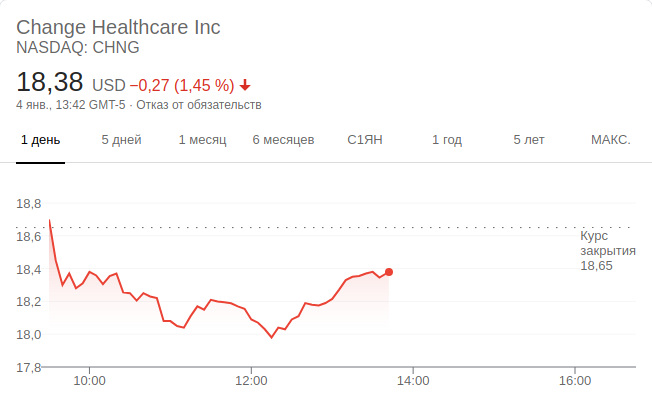 Change Healthcare Inc
NASDAQ: CHNG
18,38 USD −0,27 (1,45 %)
4 янв., 13:42 GMT-5 · Отказ от обязательств
1 день 5 дней 1 месяц 6 месяцев С1ЯН 1 год 5 лет МАКС.
18,8
18,6
18,4
18,2
18,0
17,8
Курс
закрытия
18,65
10:00 12:00 14:00 16:00